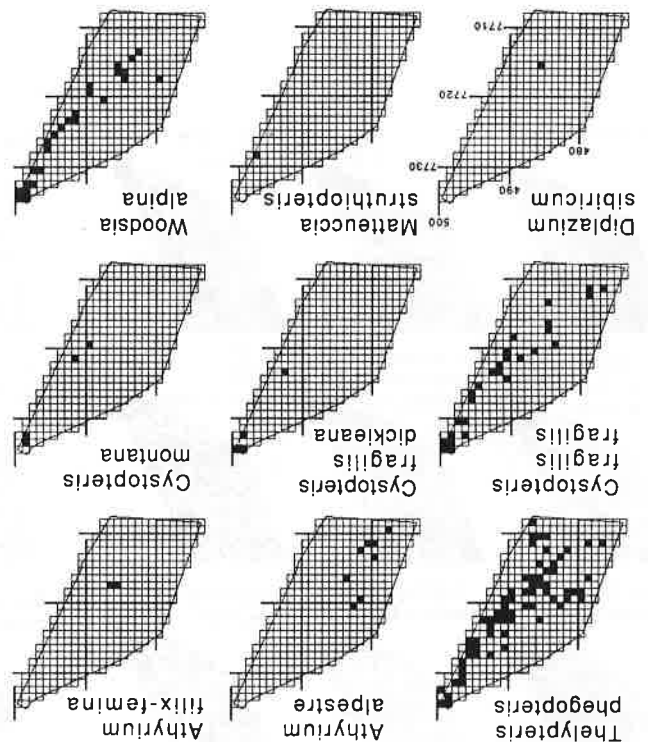 Thelypteris
phegopteris
Athyrium
alpestre
Athyrium
filix-femina
Cystopteris
fragilis
fragilis
Cystopteris
fragilis
dickieana
Cystopteris
montana
Diplazium
sibiricum
500
490
480
7730
7720
7710
Matteuccia
struthiopteris
Woodsia
alpina